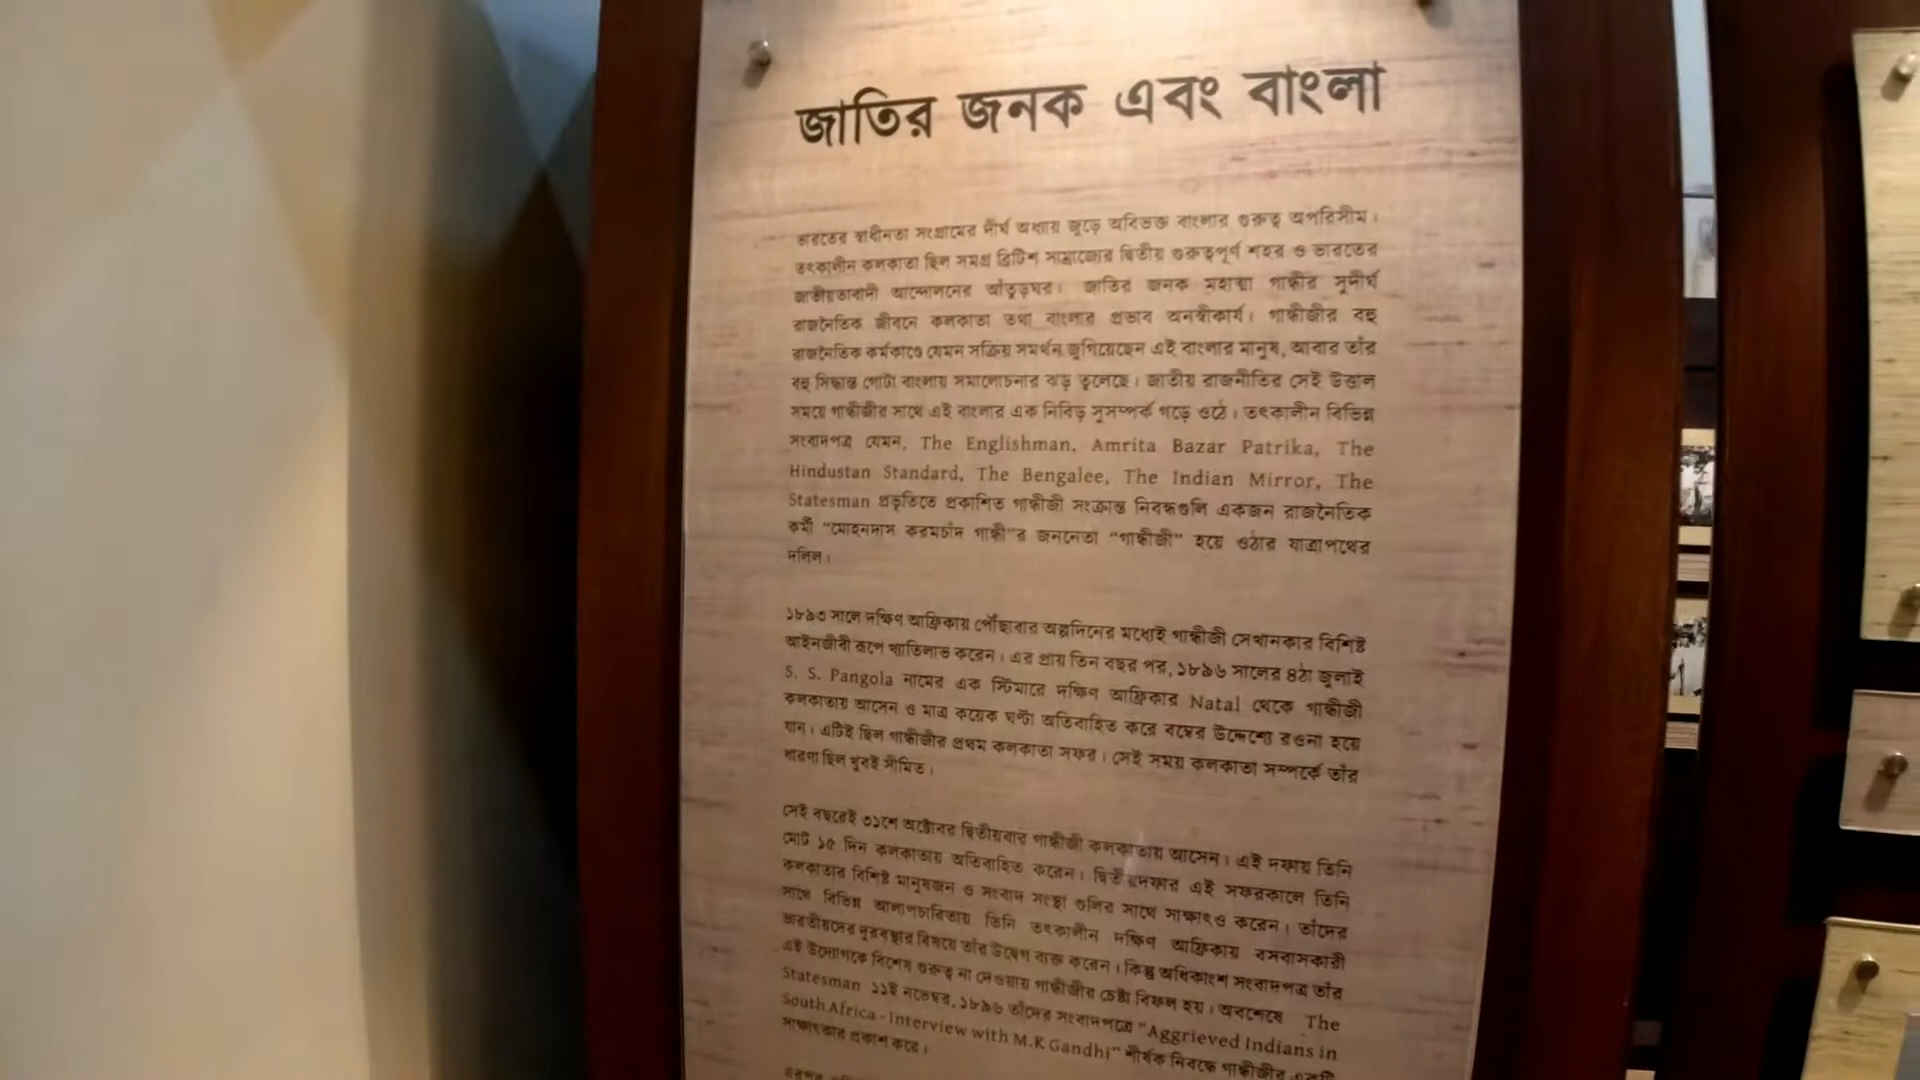 জাতির জনক এবং বাংলা
ভারতের স্বাধীনতা সংগ্রামের দীর্ঘ অধ্যায় জুড়ে অবিভক্ত বাংলার গুরুত্ব অপরিসীম।
তৎকালীন কলকাতা ছিল সমগ্র ব্রিটিশ সাম্রাজ্যের দ্বিতীয় গুরুত্বপূর্ণ শহর ও ভারতের
জাতীয়তাবাদী আন্দোলনের আঁতুড়ঘর। জাতির জনক মহাত্মা গান্ধীর সুদীর্ঘ
রাজনৈতিক জীবনে কলকাতা তথা বাংলার প্রভাব অনস্বীকার্য। গান্ধীজীর বহু
রাজনৈতিক কর্মকাণ্ডে যেমন সক্রিয় সমর্থন জুগিয়েছেন এই বাংলার মানুষ, আবার তাঁর
বহু সিদ্ধান্ত গোটা বাংলায় সমালোচনার ঝড় তুলেছে। জাতীয় রাজনীতির সেই উত্তাল
সময়ে গান্ধীজীর সাথে এই বাংলার এক নিবিড় সুসম্পর্ক গড়ে ওঠে। তৎকালীন বিভিন্ন
সংবাদপত্র যেমন, The Englishman, Amrita Bazar Patrika, The
Hindustan Standard, The Bengalee, The Indian Mirror, The
Statesman প্রভৃতিতে প্রকাশিত গান্ধীজী সংক্রান্ত নিবন্ধগুলি একজন রাজনৈতিক
কর্মী “মোহনদাস করমচাঁদ গান্ধী”র জননেতা “গান্ধীজী” হয়ে ওঠার যাত্রাপথের
দলিল।
১৮৯৩ সালে দক্ষিণ আফ্রিকায় পৌঁছাবার অল্পদিনের মধ্যেই গান্ধীজী সেখানকার বিশিষ্ট
আইনজীবী রূপে খ্যাতিলাভ করেন। এর প্রায় তিন বছর পর, ১৮৯৬ সালের ৪ঠা জুলাই
S. S. Pangola নামের এক স্টিমারে দক্ষিণ আফ্রিকার Natal থেকে গান্ধীজী
কলকাতায় আসেন ও মাত্র কয়েক ঘণ্টা অতিবাহিত করে বম্বের উদ্দেশ্যে রওনা হয়ে
যান। এটিই ছিল গান্ধীজীর প্রথম কলকাতা সফর। সেই সময় কলকাতা সম্পর্কে তাঁর
ধারণা ছিল খুবই সীমিত।
সেই বছরেই ৩১শে অক্টোবর দ্বিতীয়বার গান্ধীজী কলকাতায় আসেন। এই দফায় তিনি
মোট ১৫ দিন কলকাতায় অতিবাহিত করেন। দ্বিতীয়দফার এই সফরকালে তিনি
কলকাতার বিশিষ্ট মানুষজন ও সংবাদ সংস্থা গুলির সাথে সাক্ষাৎও করেন। তাঁদের
সাথে বিভিন্ন আলাপচারিতায় তিনি তৎকালীন দক্ষিণ আফ্রিকায় বসবাসকারী
ভারতীয়দের দুরবস্থার বিষয়ে তাঁর উদ্বেগ ব্যক্ত করেন। কিন্তু অধিকাংশ সংবাদপত্র তাঁর
এই উদ্যোগকে বিশেষ গুরুত্ব না দেওয়ায় গান্ধীজীর চেষ্টা বিফল হয়। অবশেষে The
Statesman ১১ই নভেম্বর, ১৮৯৬ তাঁদের সংবাদপত্রে “Aggrieved Indians in
South Africa - Interview with M.K Gandhi” শীর্ষক নিবন্ধে গান্ধীজীর একটি
সাক্ষাৎকার প্রকাশ করে।